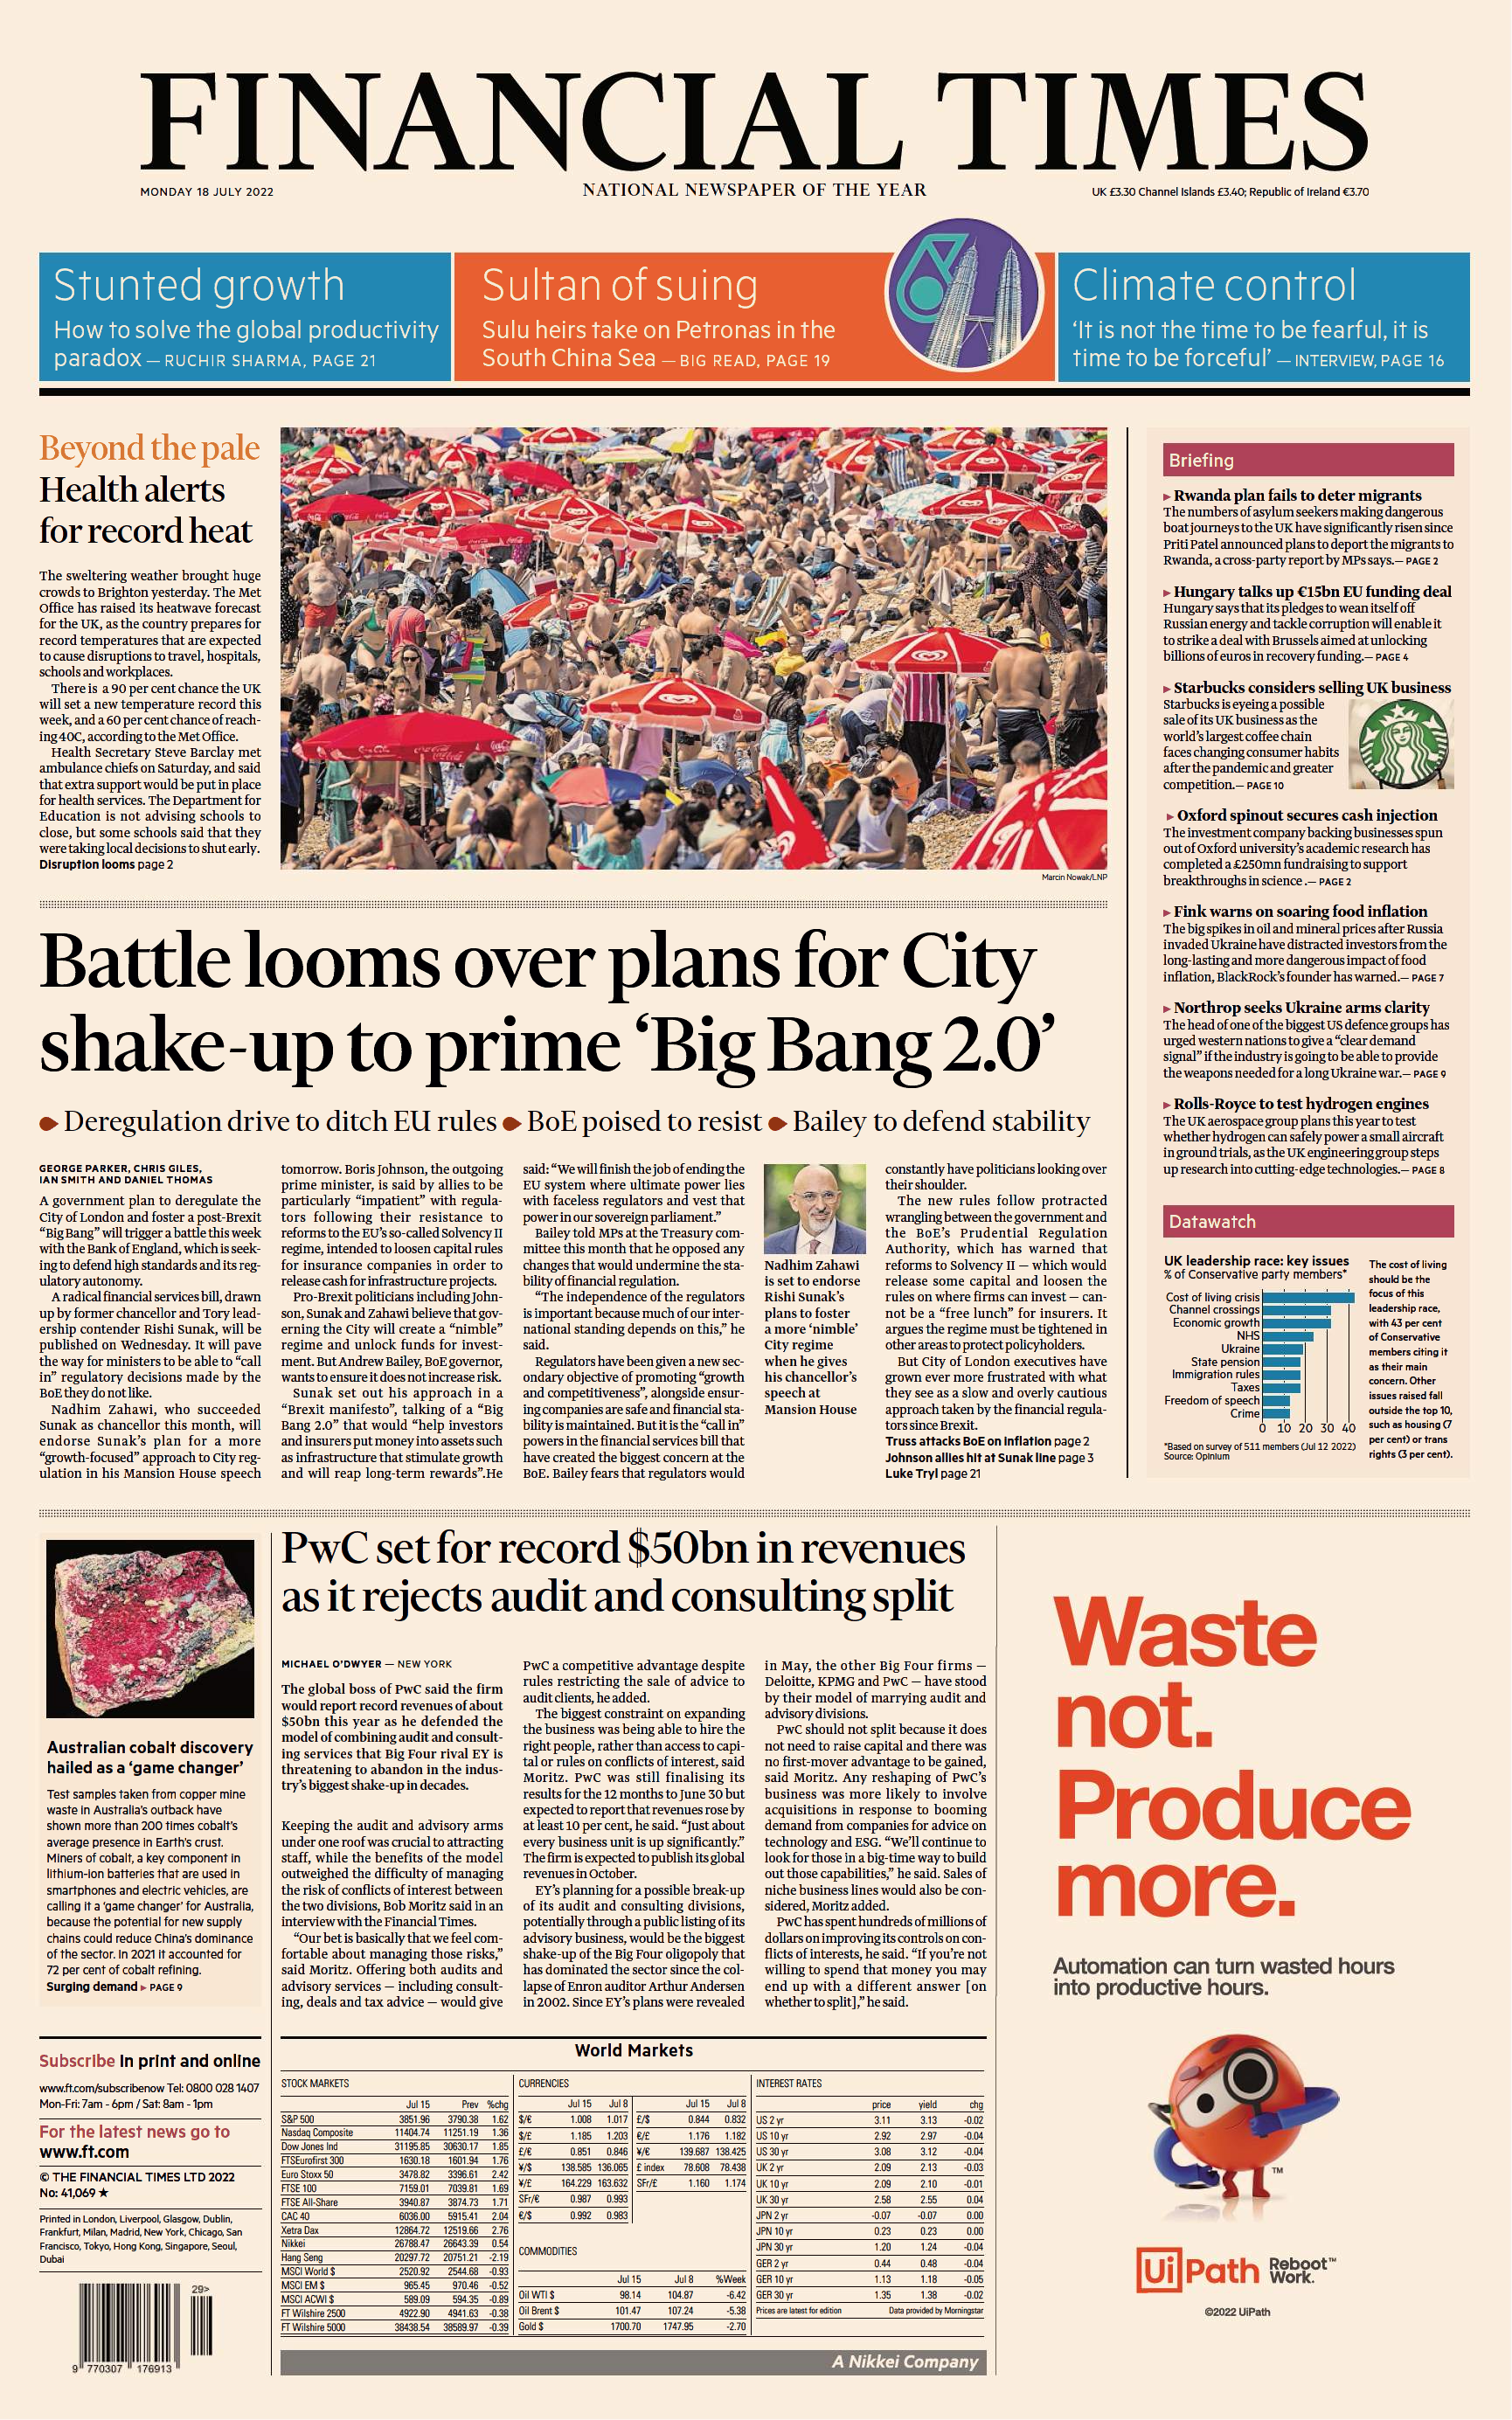 FINANCIAL TIMES
MONDAY 18 JULY 2022
NATIONAL NEWSPAPER OF THE YEAR
UK £3.30 Channel Islands £3.40; Republic of Ireland €3.70
Stunted growth
How to solve the global productivity
paradox — RUCHIR SHARMA, PAGE 21
Sultan of suing
Sulu heirs take on Petronas in the
South China Sea — BIG READ, PAGE 19
Climate control
‘It is not the time to be fearful, it is
time to be forceful’ — INTERVIEW, PAGE 16
Beyond the pale
Health alerts
for record heat
The sweltering weather brought huge
crowds to Brighton yesterday. The Met
Office has raised its heatwave forecast
for the UK, as the country prepares for
record temperatures that are expected
to cause disruptions to travel, hospitals,
schools and workplaces.
There is a 90 per cent chance the UK
will set a new temperature record this
week, and a 60 per cent chance of reach-
ing 40C, according to the Met Office.
Health Secretary Steve Barclay met
ambulance chiefs on Saturday, and said
that extra support would be put in place
for health services. The Department for
Education is not advising schools to
close, but some schools said that they
were taking local decisions to shut early.
Disruption looms page 2
Marcin Nowak/LNP
Battle looms over plans for City
shake-up to prime ‘Big Bang 2.0’
Deregulation drive to ditch EU rules BoE poised to resist Bailey to defend stability
GEORGE PARKER, CHRIS GILES,
IAN SMITH AND DANIEL THOMAS
A government plan to deregulate the
City of London and foster a post-Brexit
“Big Bang” will trigger a battle this week
with the Bank of England, which is seek-
ing to defend high standards and its reg-
ulatory autonomy.
A radical financial services bill, drawn
up by former chancellor and Tory lead-
ership contender Rishi Sunak, will be
published on Wednesday. It will pave
the way for ministers to be able to “call
in” regulatory decisions made by the
BoE they do not like.
Nadhim Zahawi, who succeeded
Sunak as chancellor this month, will
endorse Sunak’s plan for a more
“growth-focused” approach to City reg-
ulation in his Mansion House speech
tomorrow. Boris Johnson, the outgoing
prime minister, is said by allies to be
particularly “impatient” with regula-
tors following their resistance to
reforms to the EU’s so-called Solvency II
regime, intended to loosen capital rules
for insurance companies in order to
release cash for infrastructure projects.
Pro-Brexit politicians including John-
son, Sunak and Zahawi believe that gov-
erning the City will create a “nimble”
regime and unlock funds for invest-
ment. But Andrew Bailey, BoE governor,
wants to ensure it does not increase risk.
Sunak set out his approach in a
“Brexit manifesto”, talking of a “Big
Bang 2.0” that would “help investors
and insurers put money into assets such
as infrastructure that stimulate growth
and will reap long-term rewards”.He
said: “We will finish the job of ending the
EU system where ultimate power lies
with faceless regulators and vest that
power in our sovereign parliament.”
Bailey told MPs at the Treasury com-
mittee this month that he opposed any
changes that would undermine the sta-
bility of financial regulation.
“The independence of the regulators
is important because much of our inter-
national standing depends on this,” he
said.
Regulators have been given a new sec-
ondary objective of promoting “growth
and competitiveness”, alongside ensur-
ing companies are safe and financial sta-
bility is maintained. But it is the “call in”
powers in the financial services bill that
have created the biggest concern at the
BoE. Bailey fears that regulators would
Nadhim Zahawi
is set to endorse
Rishi Sunak’s
plans to foster
a more ‘nimble’
City regime
when he gives
his chancellor’s
speech at
Mansion House
constantly have politicians looking over
their shoulder.
The new rules follow protracted
wrangling between the government and
the BoE’s Prudential Regulation
Authority, which has warned that
reforms to Solvency II — which would
release some capital and loosen the
rules on where firms can invest — can-
not be a “free lunch” for insurers. It
argues the regime must be tightened in
other areas to protect policyholders.
But City of London executives have
grown ever more frustrated with what
they see as a slow and overly cautious
approach taken by the financial regula-
tors since Brexit.
Truss attacks BoE on inflation page 2
Johnson allies hit at Sunak line page 3
Luke Tryl page 21
Briefing
Rwanda plan fails to deter migrants
The numbers of asylum seekers making dangerous
boat journeys to the UK have significantly risen since
Priti Patel announced plans to deport the migrants to
Rwanda, a cross-party report by MPs says.— PAGE 2
Hungary talks up €15bn EU funding deal
Hungary says that its pledges to wean itself off
Russian energy and tackle corruption will enable it
to strike a deal with Brussels aimed at unlocking
billions of euros in recovery funding.— PAGE 4
Starbucks considers selling UK business
Starbucks is eyeing a possible
sale of its UK business as the
world’s largest coffee chain
faces changing consumer habits
after the pandemic and greater
competition.— PAGE 10
Oxford spinout secures cash injection
The investment company backing businesses spun
out of Oxford university’s academic research has
completed a £250mn fundraising to support
breakthroughs in science .— PAGE 2
Fink warns on soaring food inflation
The big spikes in oil and mineral prices after Russia
invaded Ukraine have distracted investors from the
long-lasting and more dangerous impact of food
inflation, BlackRock’s founder has warned.— PAGE 7
Northrop seeks Ukraine arms clarity
The head of one of the biggest US defence groups has
urged western nations to give a “clear demand
signal” if the industry is going to be able to provide
the weapons needed for a long Ukraine war.— PAGE 9
Rolls-Royce to test hydrogen engines
The UK aerospace group plans this year to test
whether hydrogen can safely power a small aircraft
in ground trials, as the UK engineering group steps
up research into cutting-edge technologies.— PAGE 8
Datawatch
UK leadership race: key issues
% of Conservative party members*
Cost of living crisis
Channel crossings
Economic growth
NHS
Ukraine
State pension
Immigration rules
Taxes
Freedom of speech
Crime
0 10 20 30 40
*Based on survey of 511 members (Jul 12 2022)
Source: Opinium
The cost of living
should be the
focus of this
leadership race,
with 43 per cent
of Conservative
members citing it
as their main
concern. Other
issues raised fall
outside the top 10,
such as housing (7
per cent) or trans
rights (3 per cent).
Australian cobalt discovery
hailed as a ‘game changer’
Test samples taken from copper mine
waste in Australia’s outback have
shown more than 200 times cobalt’s
average presence in Earth’s crust.
Miners of cobalt, a key component in
lithium-ion batteries that are used in
smartphones and electric vehicles, are
calling it a ‘game changer’ for Australia,
because the potential for new supply
chains could reduce China’s dominance
of the sector. In 2021 it accounted for
72 per cent of cobalt refining.
Surging demand PAGE 9
PwC set for record $50bn in revenues
as it rejects audit and consulting split
MICHAEL O’DWYER — NEW YORK
The global boss of PwC said the firm
would report record revenues of about
$50bn this year as he defended the
model of combining audit and consult-
ing services that Big Four rival EY is
threatening to abandon in the indus-
try’s biggest shake-up in decades.
Keeping the audit and advisory arms
under one roof was crucial to attracting
staff, while the benefits of the model
outweighed the difficulty of managing
the risk of conflicts of interest between
the two divisions, Bob Moritz said in an
interview with the Financial Times.
“Our bet is basically that we feel com-
fortable about managing those risks,”
said Moritz. Offering both audits and
advisory services — including consult-
ing, deals and tax advice — would give
PwC a competitive advantage despite
rules restricting the sale of advice to
audit clients, he added.
The biggest constraint on expanding
the business was being able to hire the
right people, rather than access to capi-
tal or rules on conflicts of interest, said
Moritz. PwC was still finalising its
results for the 12 months to June 30 but
expected to report that revenues rose by
at least 10 per cent, he said. “Just about
every business unit is up significantly.”
The firm is expected to publish its global
revenues in October.
EY’s planning for a possible break-up
of its audit and consulting divisions,
potentially through a public listing of its
advisory business, would be the biggest
shake-up of the Big Four oligopoly that
has dominated the sector since the col-
lapse of Enron auditor Arthur Andersen
in 2002. Since EY’s plans were revealed
in May, the other Big Four firms —
Deloitte, KPMG and PwC — have stood
by their model of marrying audit and
advisory divisions.
PwC should not split because it does
not need to raise capital and there was
no first-mover advantage to be gained,
said Moritz. Any reshaping of PwC’s
business was more likely to involve
acquisitions in response to booming
demand from companies for advice on
technology and ESG. “We’ll continue to
look for those in a big-time way to build
out those capabilities,” he said. Sales of
niche business lines would also be con-
sidered, Moritz added.
PwC has spent hundreds of millions of
dollars on improving its controls on con-
flicts of interests, he said. “If you’re not
willing to spend that money you may
end up with a different answer [on
whether to split],” he said.
Waste
not.
Produce
more.
Automation can turn wasted hours
into productive hours.
TM
UiPath Reboot Work.™
©2022 UiPath
Subscribe In print and online
www.ft.com/subscribenow Tel: 0800 028 1407
Mon-Fri: 7am - 6pm / Sat: 8am - 1pm
For the latest news go to
www.ft.com
© THE FINANCIAL TIMES LTD 2022
No: 41,069 ★
Printed in London, Liverpool, Glasgow, Dublin,
Frankfurt, Milan, Madrid, New York, Chicago, San
Francisco, Tokyo, Hong Kong, Singapore, Seoul,
Dubai
29>
9 770307 176913
World Markets
STOCK MARKETS
Jul 15 Prev %chg
S&P 500 3851.96 3790.38 1.62
Nasdaq Composite 11404.74 11251.19 1.36
Dow Jones Ind 31195.85 30630.17 1.85
FTSEurofirst 300 1630.18 1601.94 1.76
Euro Stoxx 50 3478.82 3396.61 2.42
FTSE 100 7159.01 7039.81 1.69
FTSE All-Share 3940.87 3874.73 1.71
CAC 40 6036.00 5915.41 2.04
Xetra Dax 12864.72 12519.66 2.76
Nikkei 26788.47 26643.39 0.54
Hang Seng 20297.72 20751.21 -2.19
MSCI World $ 2520.92 2544.68 -0.93
MSCI EM $ 965.45 970.46 -0.52
MSCI ACWI $ 589.09 594.35 -0.89
FT Wilshire 2500 4922.90 4941.63 -0.38
FT Wilshire 5000 38438.54 38589.97 -0.39
CURRENCIES
Jul 15 Jul 8
$/€ 1.008 1.017
$/£ 1.185 1.203
£/€ 0.851 0.846
¥/$ 138.585 136.065
¥/£ 164.229 163.632
SFr/€ 0.987 0.993
€/$ 0.992 0.983
Jul 15 Jul 8
£/$ 0.844 0.832
€/£ 1.176 1.182
¥/€ 139.687 138.425
£ index 78.608 78.438
SFr/£ 1.160 1.174
COMMODITIES
Jul 15 Jul 8 %Week
Oil WTI $ 98.14 104.87 -6.42
Oil Brent $ 101.47 107.24 -5.38
Gold $ 1700.70 1747.95 -2.70
INTEREST RATES
price yield chg
US 2 yr 3.11 3.13 -0.02
US 10 yr 2.92 2.97 -0.04
US 30 yr 3.08 3.12 -0.04
UK 2 yr 2.09 2.13 -0.03
UK 10 yr 2.09 2.10 -0.01
UK 30 yr 2.58 2.55 0.04
JPN 2 yr -0.07 -0.07 0.00
JPN 10 yr 0.23 0.23 0.00
JPN 30 yr 1.20 1.24 -0.04
GER 2 yr 0.44 0.48 -0.04
GER 10 yr 1.13 1.18 -0.05
GER 30 yr 1.35 1.38 -0.02
Prices are latest for edition
Data provided by Morningstar
A Nikkei Company